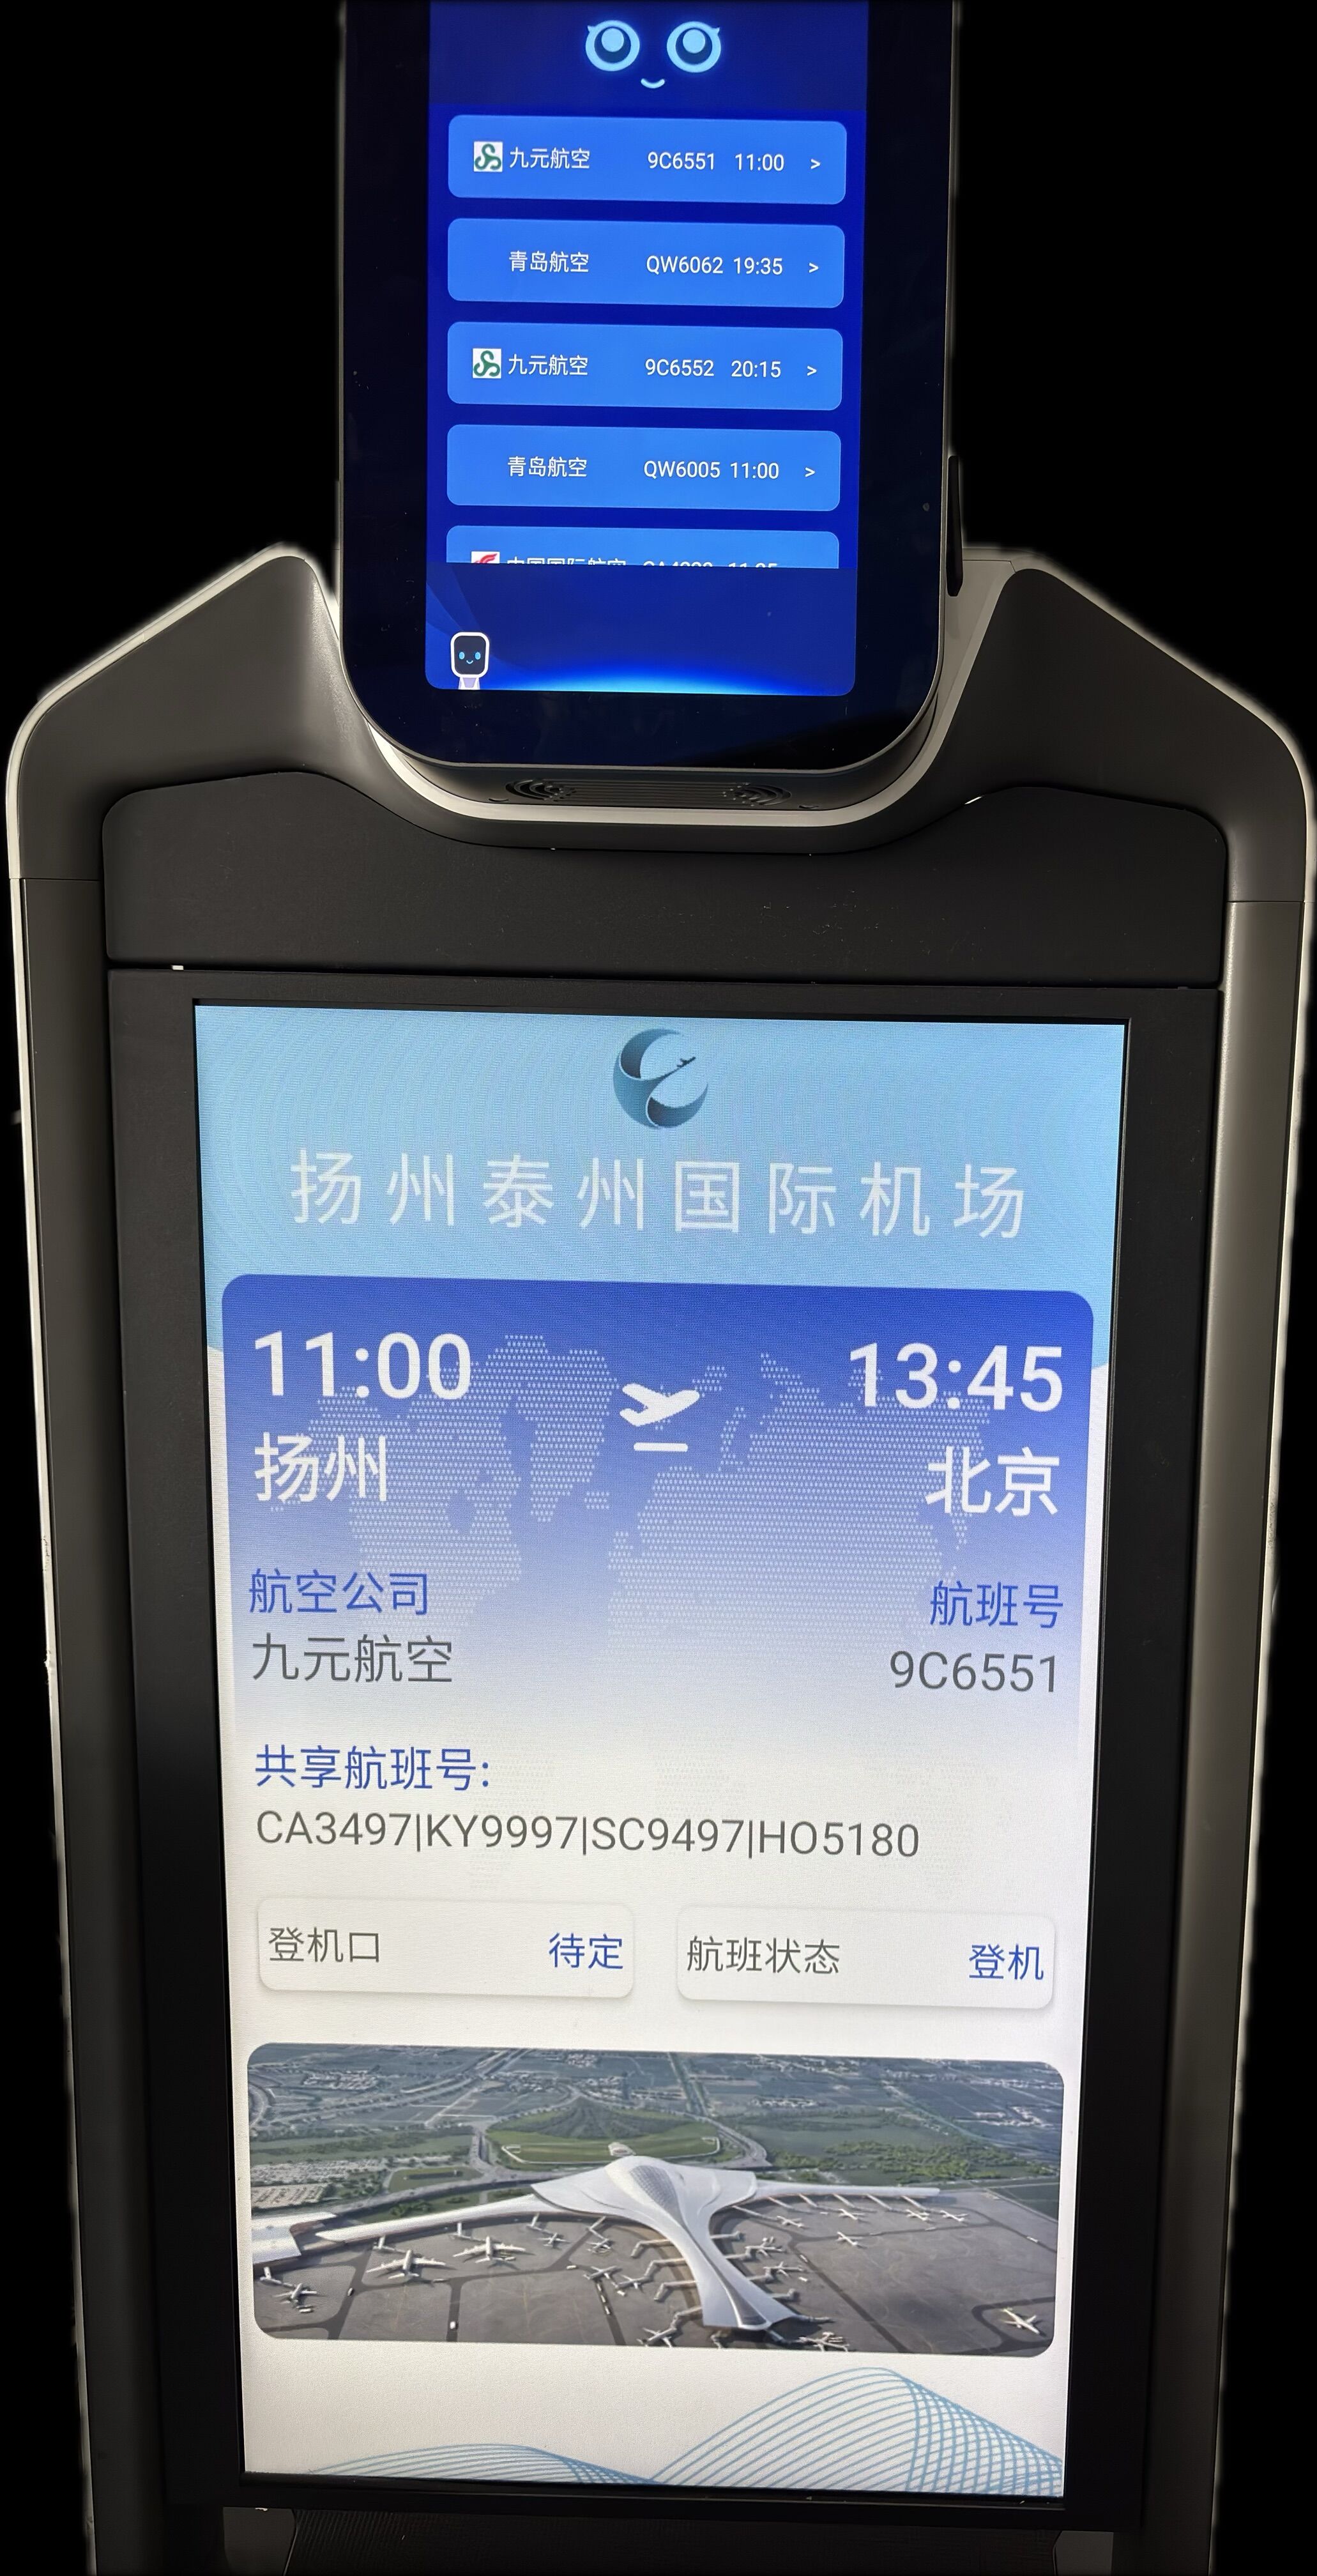 九元航空 9C6551 11:00 >
青岛航空 QW6062 19:35 >
九元航空 9C6552 20:15 >
青岛航空 QW6005 11:00 >
扬州泰州国际机场
11:00 13:45
扬州 北京
航空公司 航班号
九元航空 9C6551
共享航班号:
CA3497|KY9997|SC9497|HO5180
登机口 待定 航班状态 登机